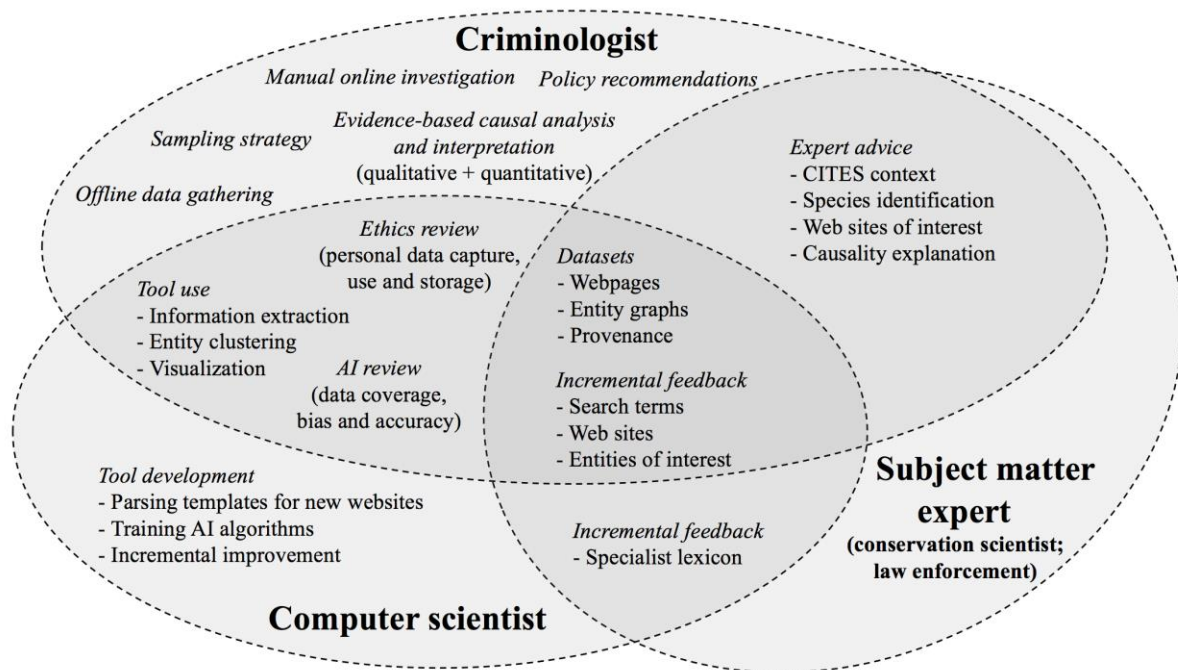 Criminologist
Manual online investigation
Policy recommendations
Sampling strategy
Evidence-based causal analysis
and interpretation
(qualitative + quantitative)
Offline data gathering
Expert advice
- CITES context
- Species identification
- Web sites of interest
- Causality explanation
Ethics review
(personal data capture,
use and storage)
Datasets
- Webpages
- Entity graphs
- Provenance
Tool use
- Information extraction
- Entity clustering
- Visualization
AI review
(data coverage,
bias and accuracy)
Incremental feedback
- Search terms
- Web sites
- Entities of interest
Tool development
- Parsing templates for new websites
- Training AI algorithms
- Incremental improvement
Incremental feedback
- Specialist lexicon
Subject matter
expert
(conservation scientist;
law enforcement)
Computer scientist